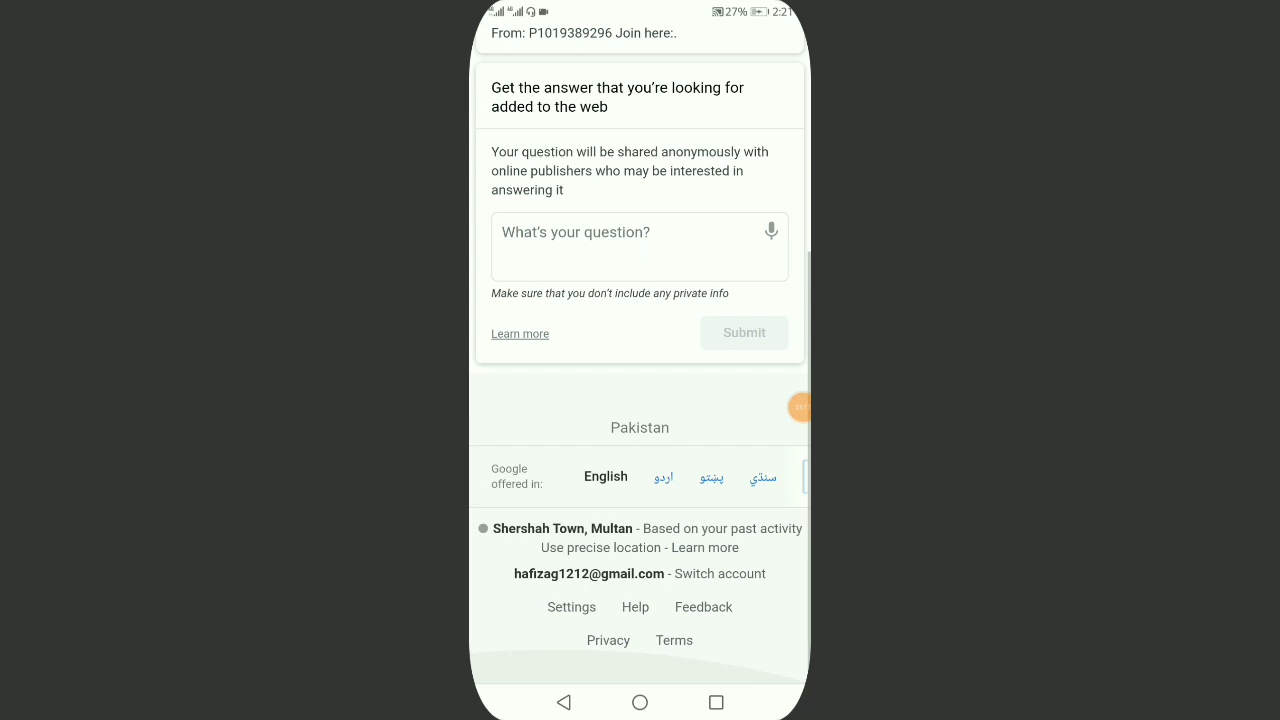 27% 2:21
From: P1019389296 Join here:.
Get the answer that you're looking for
added to the web
Your question will be shared anonymously with
online publishers who may be interested in
answering it
What's your question?
Make sure that you don't include any private info
Learn more Submit
Pakistan
Google
offered in: English اردو پښتو سنڌي
Shershah Town, Multan - Based on your past activity
Use precise location - Learn more
hafizag1212@gmail.com - Switch account
Settings Help Feedback
Privacy Terms